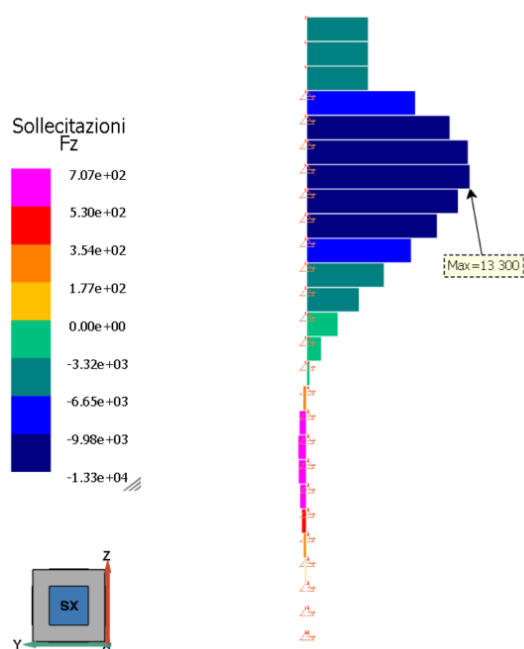 Sollecitazioni
Fz
7.07e+02
5.30e+02
3.54e+02
1.77e+02
0.00e+00
-3.32e+03
-6.65e+03
-9.98e+03
-1.33e+04
Max=13 300
Z
SX
Y